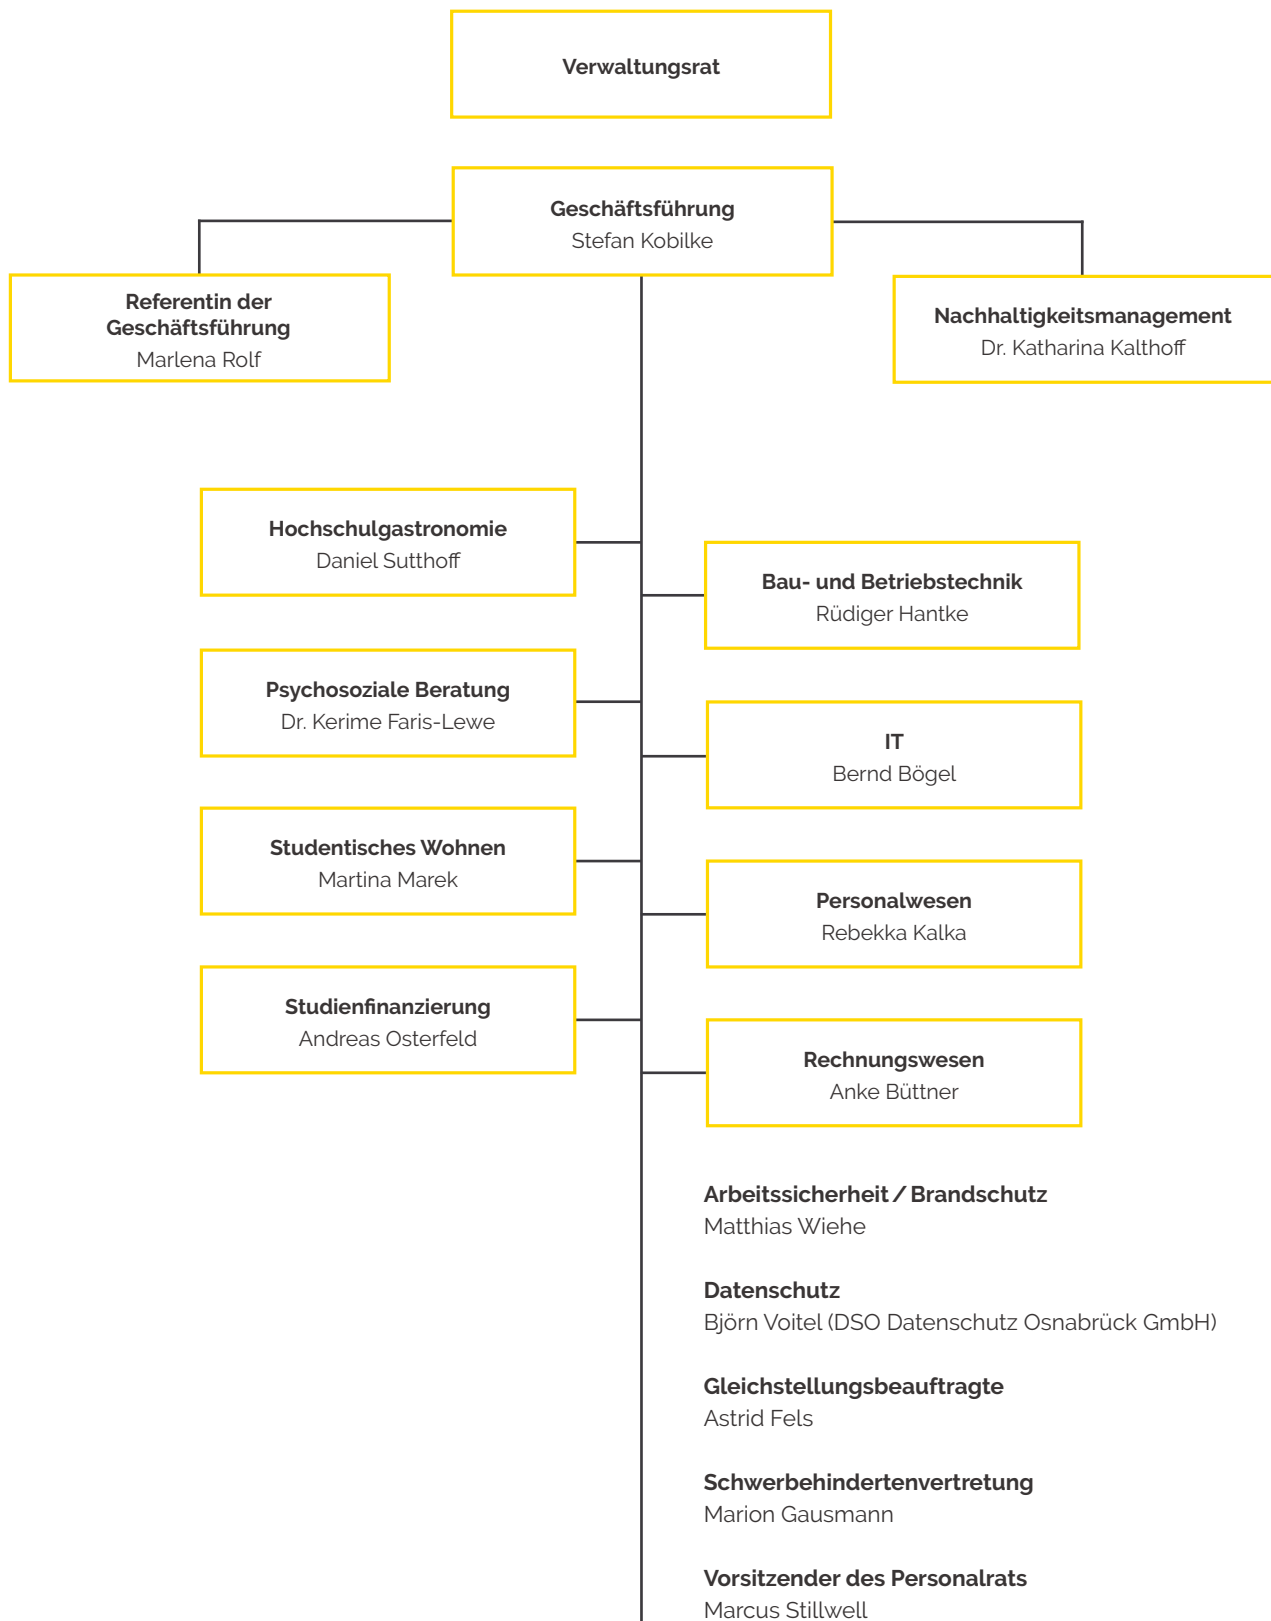 Verwaltungsrat
Geschäftsführung
Stefan Kobilke
Referentin der
Geschäftsführung
Marlena Rolf
Nachhaltigkeitsmanagement
Dr. Katharina Kalthoff
Hochschulgastronomie
Daniel Sutthoff
Bau- und Betriebstechnik
Rüdiger Hantke
Psychosoziale Beratung
Dr. Kerime Faris-Lewe
IT
Bernd Bögel
Studentisches Wohnen
Martina Marek
Personalwesen
Rebekka Kalka
Studienfinanzierung
Andreas Osterfeld
Rechnungswesen
Anke Büttner
Arbeitssicherheit / Brandschutz
Matthias Wiehe
Datenschutz
Björn Voitel (DSO Datenschutz Osnabrück GmbH)
Gleichstellungsbeauftragte
Astrid Fels
Schwerbehindertenvertretung
Marion Gausmann
Vorsitzender des Personalrats
Marcus Stillwell